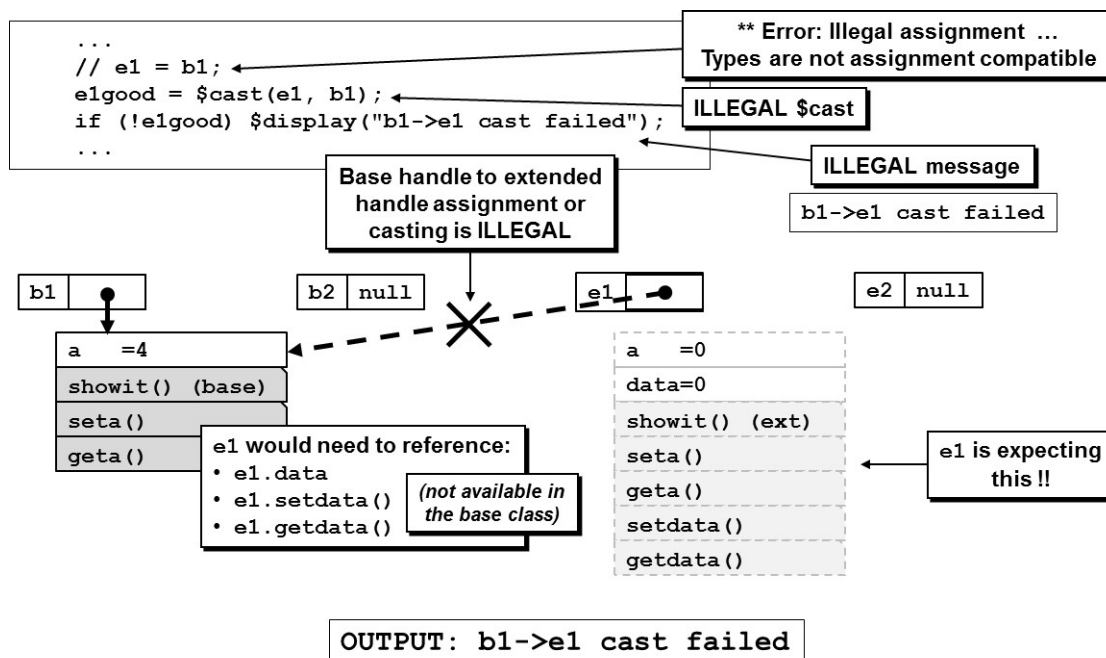 ...
// e1 = b1;
e1good = $cast(e1, b1);
if (!e1good) $display("b1->e1 cast failed");
...
** Error: Illegal assignment …
Types are not assignment compatible
ILLEGAL $cast
ILLEGAL message
b1->e1 cast failed
Base handle to extended
handle assignment or
casting is ILLEGAL
b1
b2 null
e1
e2 null
a =4
showit() (base)
seta()
geta()
e1 would need to reference:
• e1.data
• e1.setdata()
• e1.getdata()
(not available in
the base class)
a =0
data=0
showit() (ext)
seta()
geta()
setdata()
getdata()
e1 is expecting
this !!
OUTPUT: b1->e1 cast failed